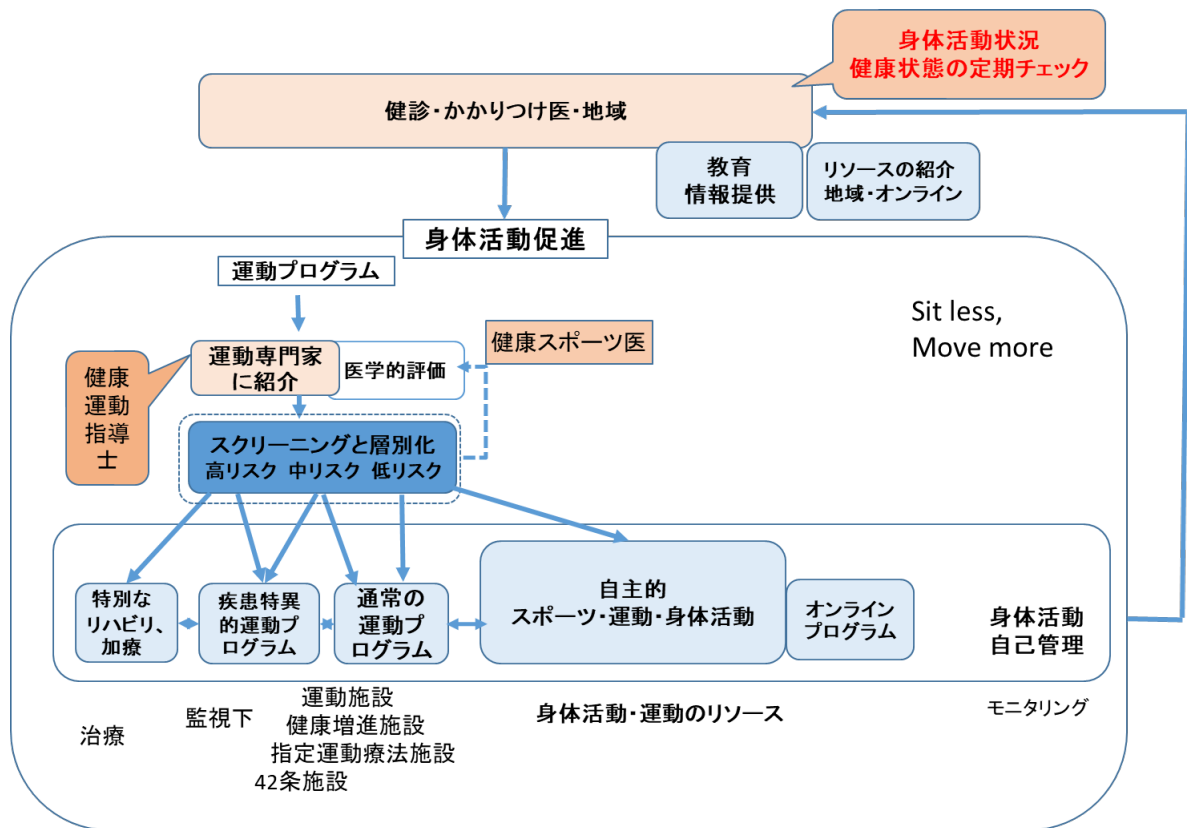 身体活動状況
健康状態の定期チェック
健診・かかりつけ医・地域
教育
情報提供
リソースの紹介
地域・オンライン
身体活動促進
運動プログラム
Sit less,
Move more
健康スポーツ医
運動専門家
に紹介
医学的評価
健康
運動
指導
士
スクリーニングと層別化
高リスク 中リスク 低リスク
特別な
リハビリ、
加療
疾患特異
的運動プ
ログラム
通常の
運動プ
ログラム
自主的
スポーツ・運動・身体活動
オンライン
プログラム
身体活動
自己管理
治療
監視下
運動施設
健康増進施設
指定運動療法施設
42条施設
身体活動・運動のリソース
モニタリング